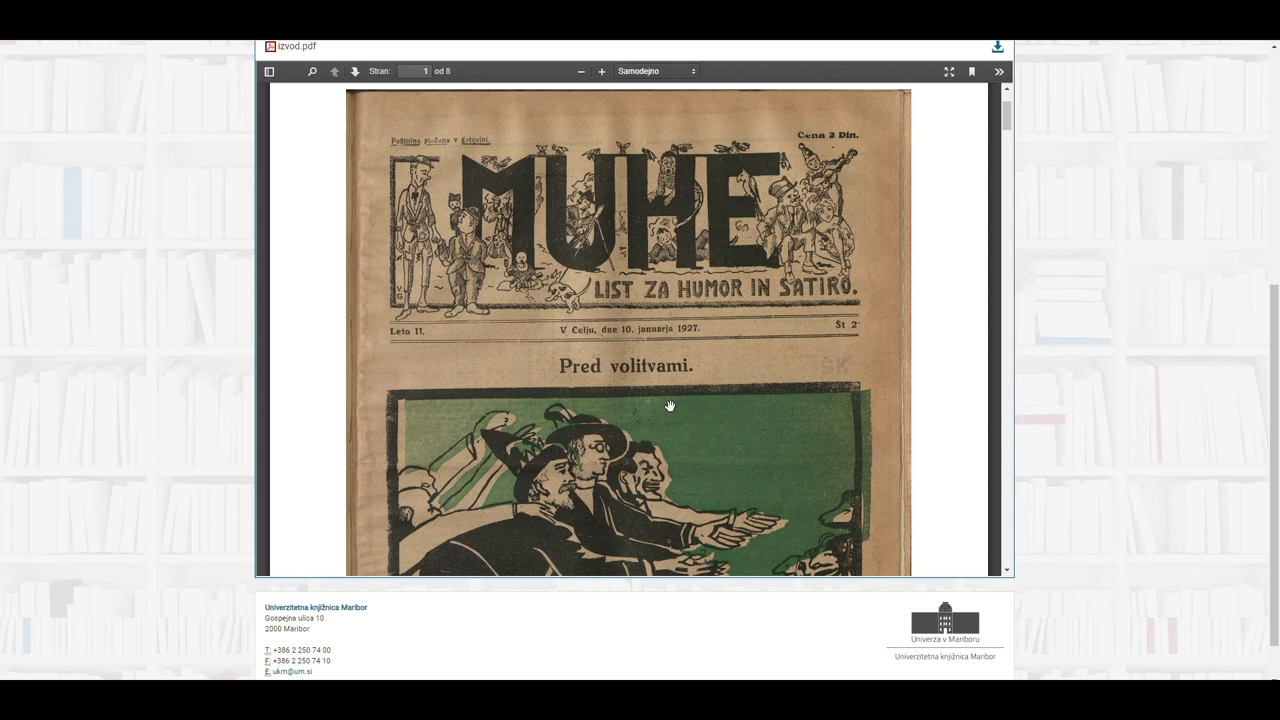 izvod.pdf
Stran: 1 od 8 Samodejno
Poštnina plačana v gotovini. Cena 2 Din.
MUHE
LIST ZA HUMOR IN SATIRO.
Leto II. V Celju, dne 10. januarja 1927. Št 2
Pred volitvami.
Univerzitetna knjižnica Maribor
Gospejna ulica 10
2000 Maribor
T: +386 2 250 74 00
F: +386 2 250 74 10
E: ukm@um.si
Univerza v Mariboru
Univerzitetna knjižnica Maribor